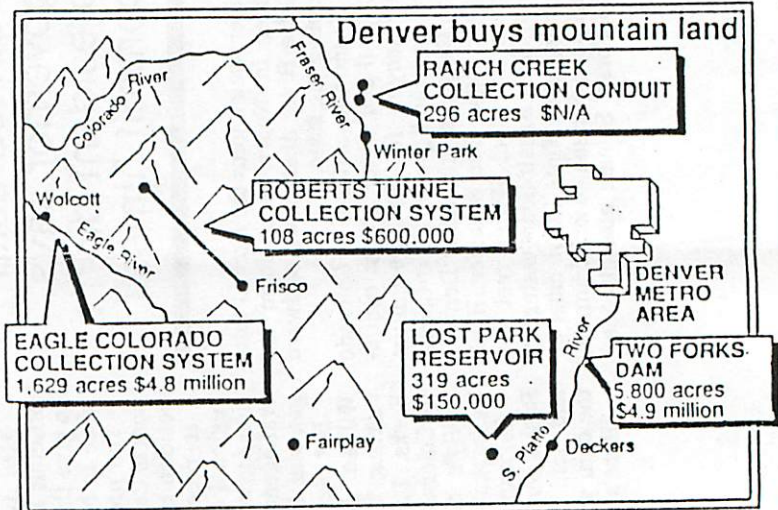 Denver buys mountain land
RANCH CREEK
COLLECTION CONDUIT
296 acres $N/A
Fraser River
Colorado River
Winter Park
ROBERTS TUNNEL
COLLECTION SYSTEM
108 acres $600,000
Wolcott
Eagle River
Frisco
DENVER
METRO
AREA
EAGLE COLORADO
COLLECTION SYSTEM
1,629 acres $4.8 million
LOST PARK
RESERVOIR
319 acres
$150,000
TWO FORKS
DAM
5,800 acres
$4.9 million
S. Platte River
Fairplay
Deckers